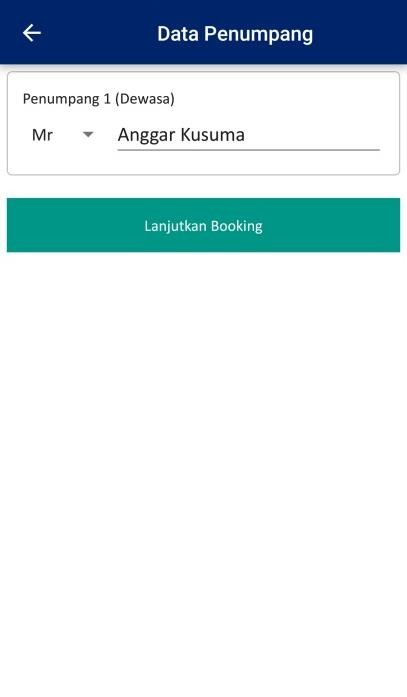 Data Penumpang
Penumpang 1 (Dewasa)
Mr Anggar Kusuma
Lanjutkan Booking